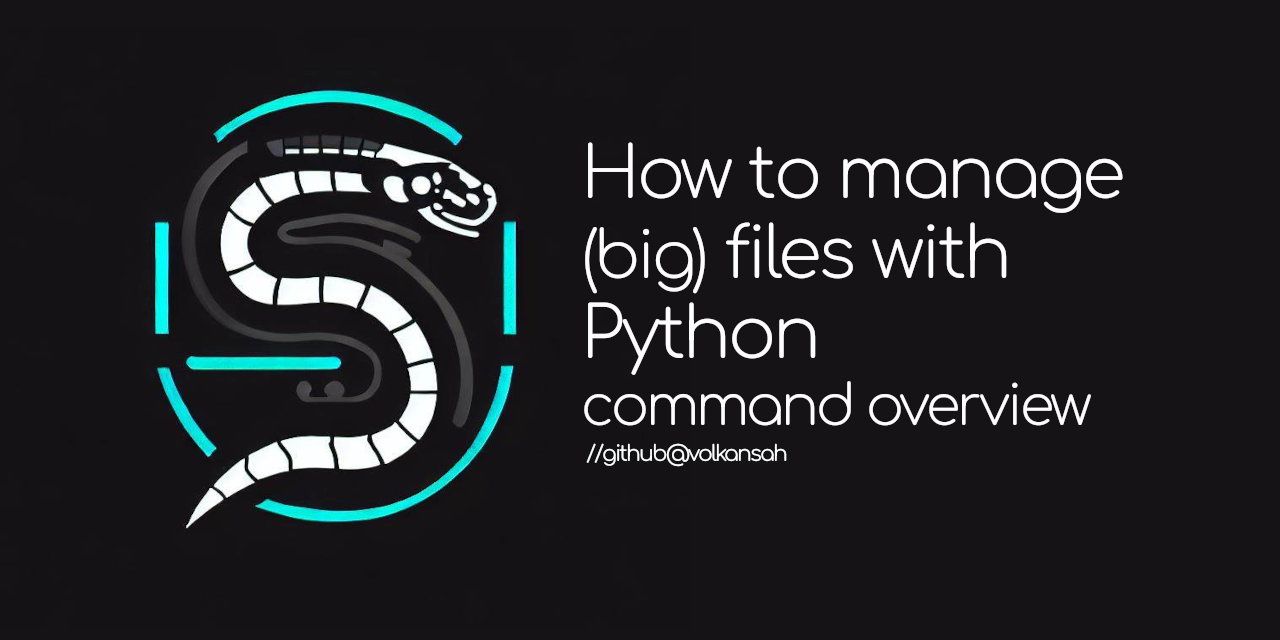 How to manage
(big) files with
Python
command overview
//github@volkansah